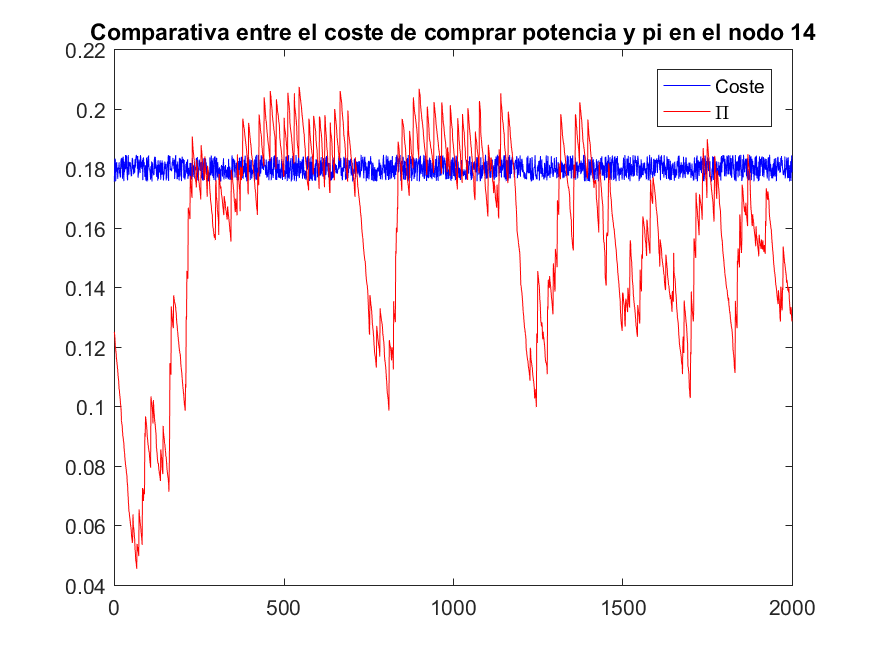 Comparativa entre el coste de comprar potencia y pi en el nodo 14
0.22
0.2
0.18
0.16
0.14
0.12
0.1
0.08
0.06
0.04
Coste
Π
0 500 1000 1500 2000